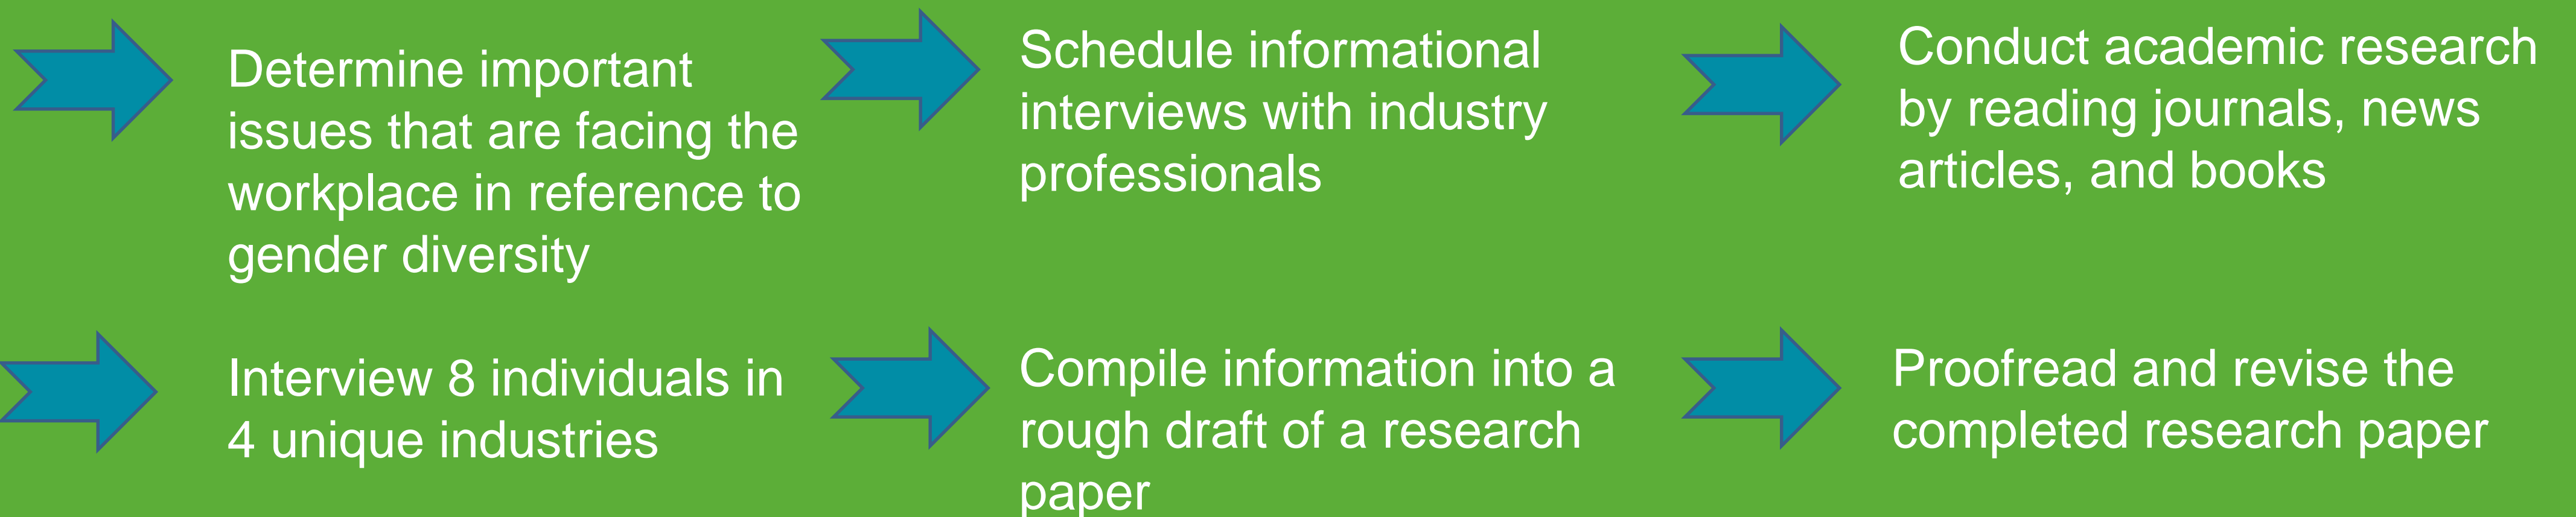 Determine important
issues that are facing the
workplace in reference to
gender diversity
Schedule informational
interviews with industry
professionals
Conduct academic research
by reading journals, news
articles, and books
Interview 8 individuals in
4 unique industries
Compile information into a
rough draft of a research
paper
Proofread and revise the
completed research paper